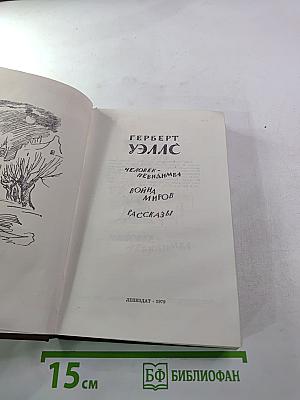 ГЕРБЕРТ
УЭЛЛС
ЧЕЛОВЕК-
НЕВИДИМКА
ВОЙНА
МИРОВ
РАССКАЗЫ
ЛЕНИЗДАТ · 1979
15 см
БФ БИБЛИОФАН